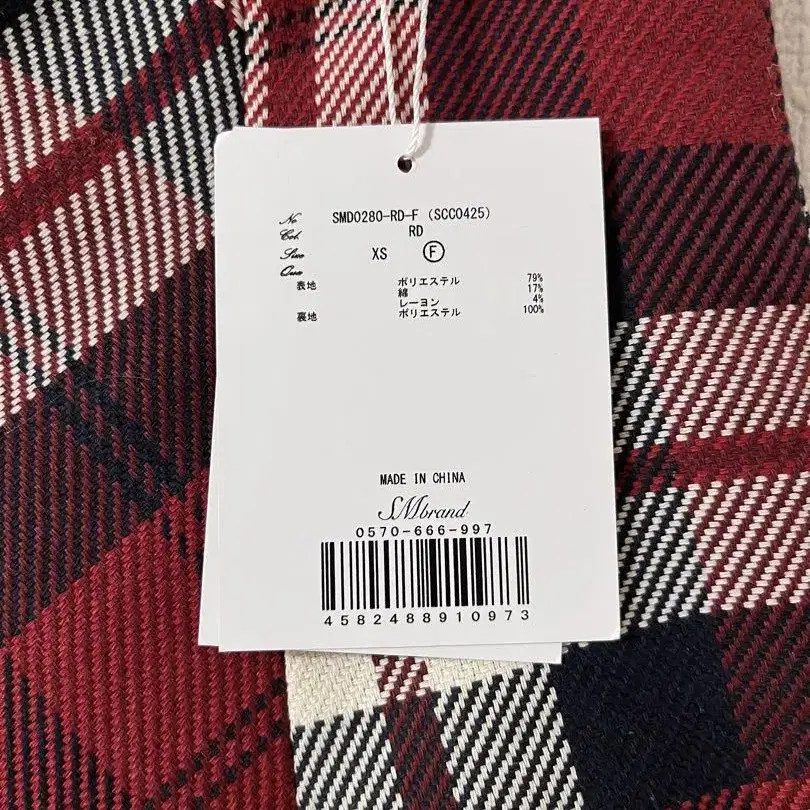 No SMD0280-RD-F (SCC0425)
Col. RD
Size XS Ⓕ
Qua
表地 ポリエステル 79%
綿 17%
レーヨン 4%
裏地 ポリエステル 100%
MADE IN CHINA
SMbrand
0570-666-997
4582488910973